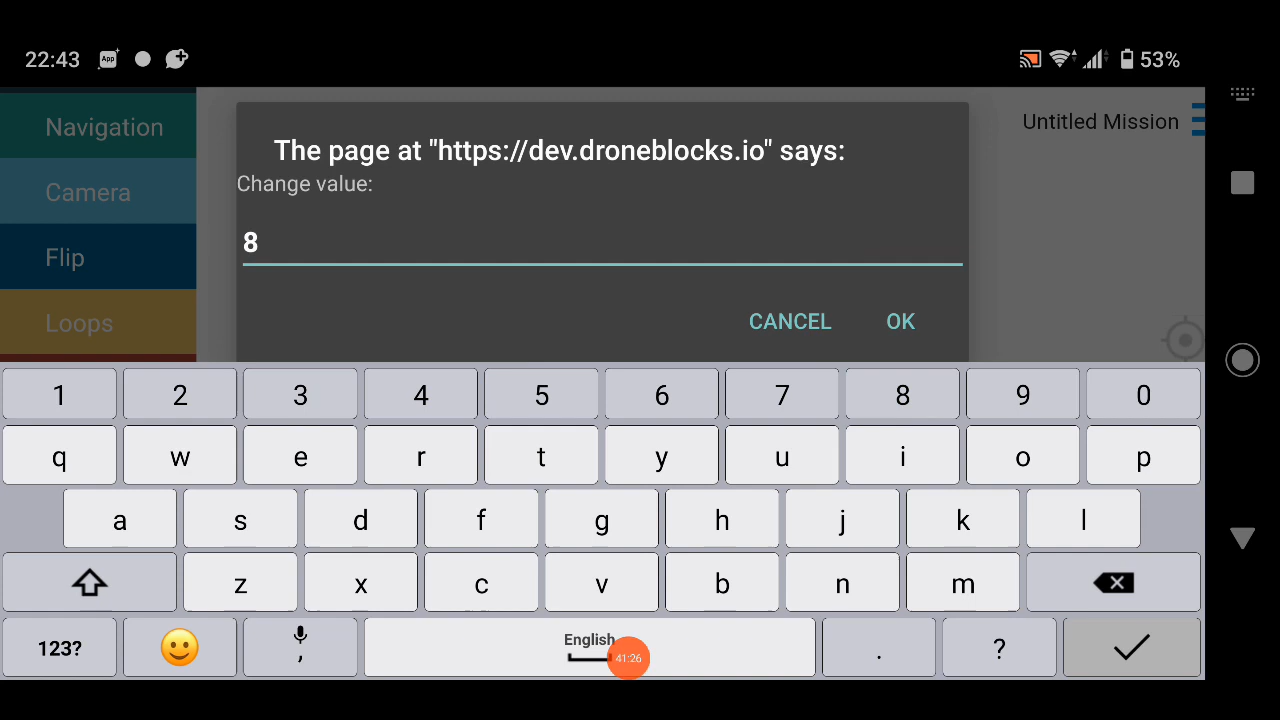 22:43
App
53%
Navigation
Camera
Flip
Loops
Untitled Mission
The page at "https://dev.droneblocks.io" says:
Change value:
8
CANCEL OK
1 2 3 4 5 6 7 8 9 0
q w e r t y u i o p
a s d f g h j k l
z x c v b n m
123? , English . ?
41:26